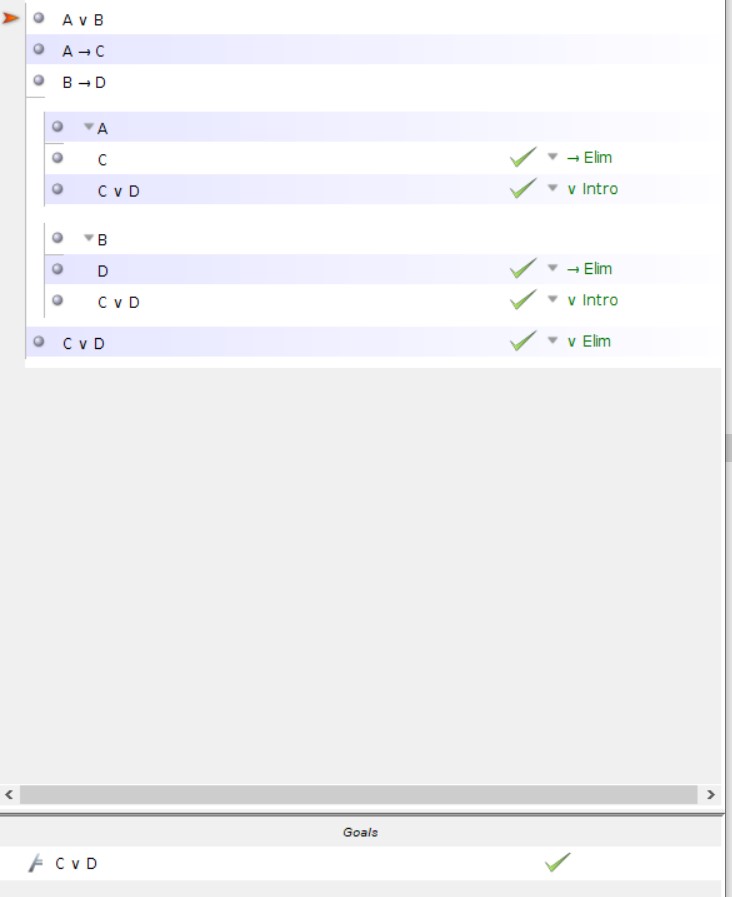 A ∨ B
A → C
B → D
A
C → Elim
C ∨ D ∨ Intro
B
D → Elim
C ∨ D ∨ Intro
C ∨ D ∨ Elim
Goals
C ∨ D